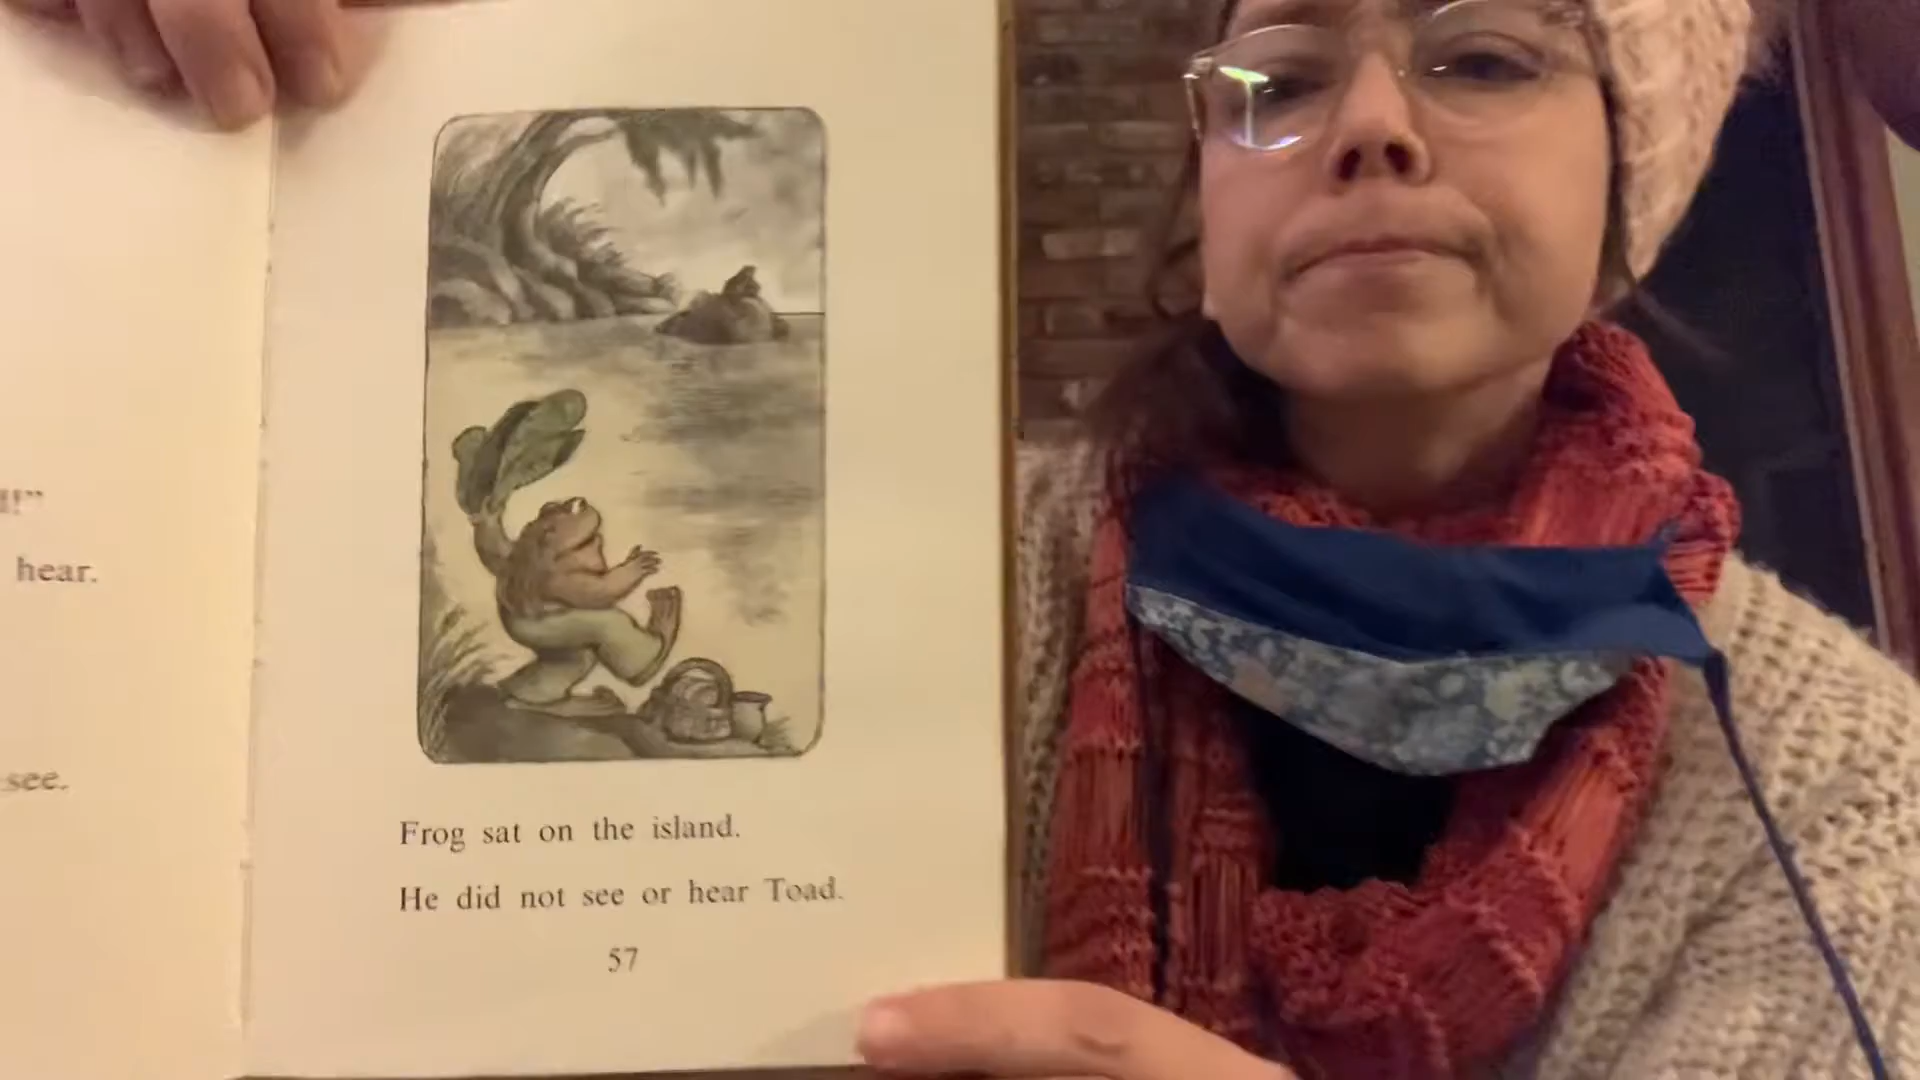 hear.
see.
Frog sat on the island.
He did not see or hear Toad.
57